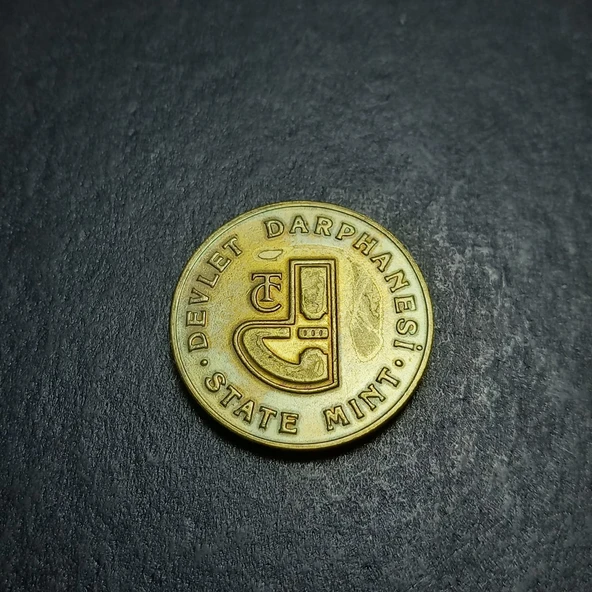 DEVLET DARPHANESİ
TC
STATE MINT